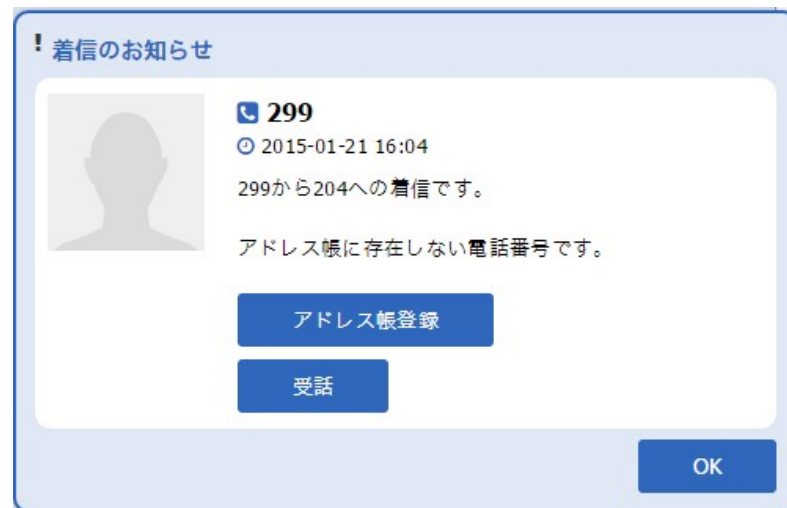 ! 着信のお知らせ
299
2015-01-21 16:04
299から204への着信です。
アドレス帳に存在しない電話番号です。
アドレス帳登録
受話
OK